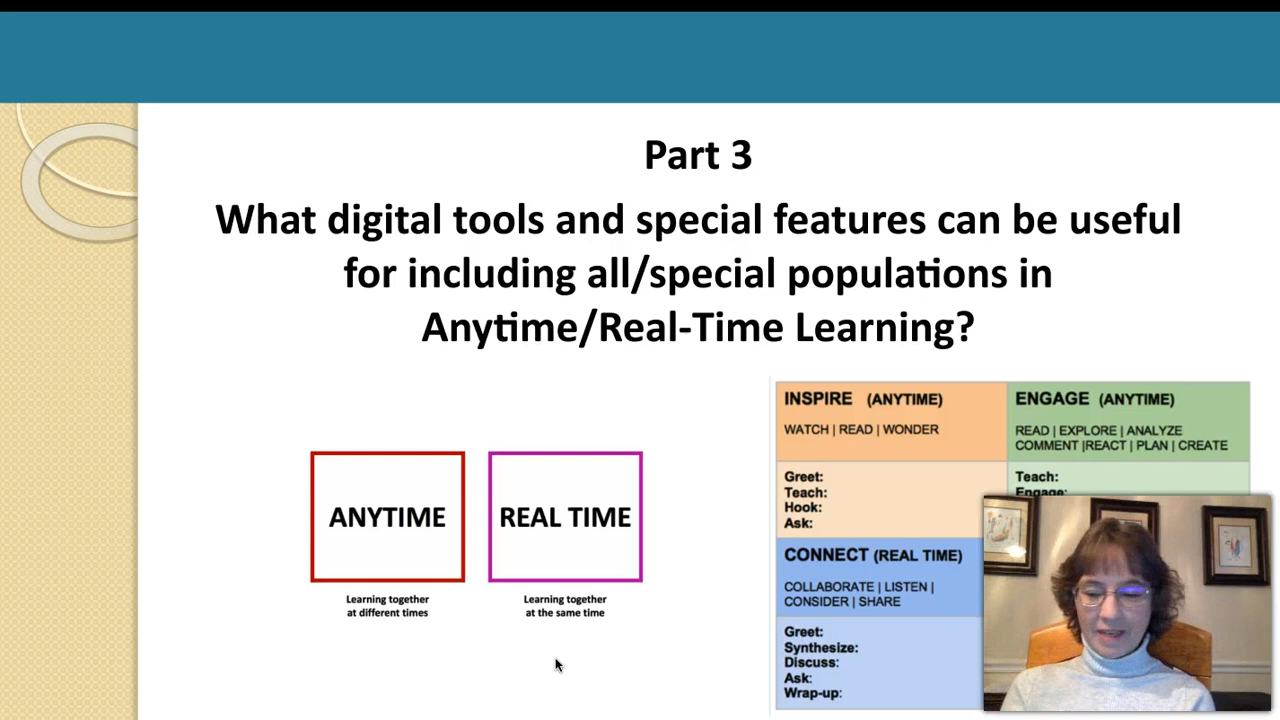 Part 3
What digital tools and special features can be useful
for including all/special populations in
Anytime/Real-Time Learning?
ANYTIME
Learning together
at different times
REAL TIME
Learning together
at the same time
INSPIRE (ANYTIME)
WATCH | READ | WONDER
Greet:
Teach:
Hook:
Ask:
ENGAGE (ANYTIME)
READ | EXPLORE | ANALYZE
COMMENT |REACT | PLAN | CREATE
Teach:
Engage:
CONNECT (REAL TIME)
COLLABORATE | LISTEN |
CONSIDER | SHARE
Greet:
Synthesize:
Discuss:
Ask:
Wrap-up: